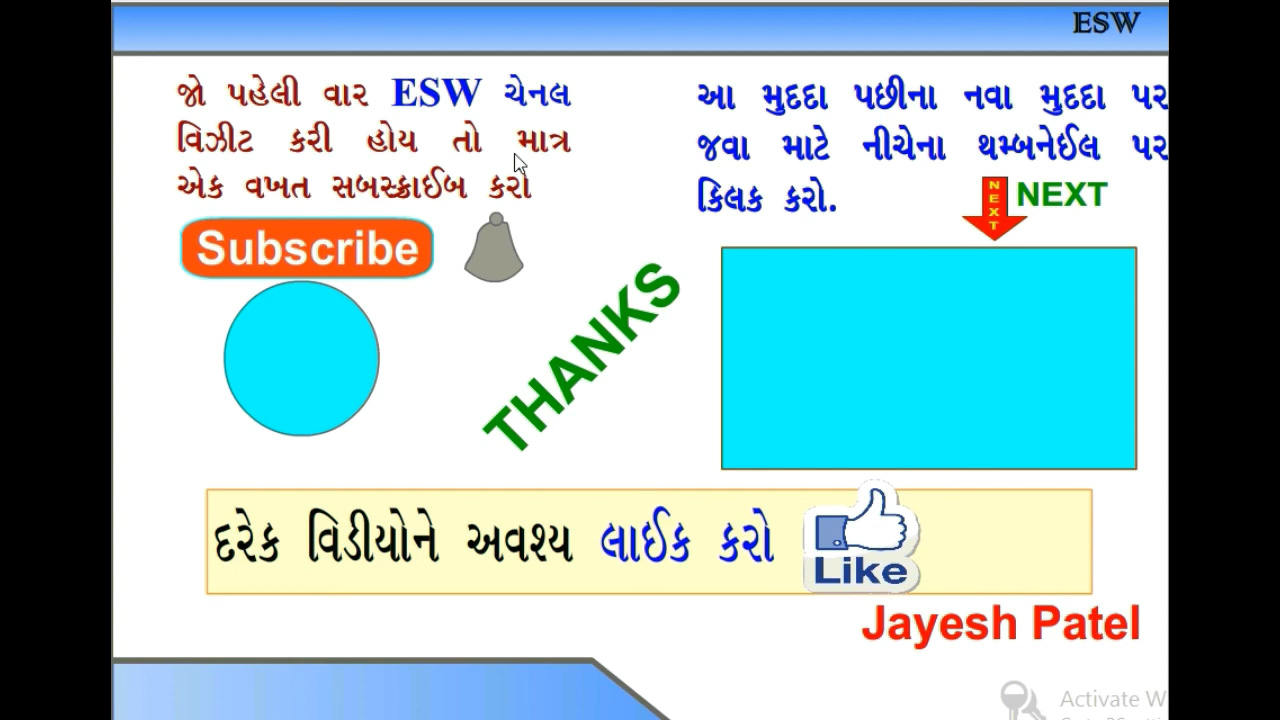 ESW
જો પહેલી વાર ESW ચેનલ
વિઝીટ કરી હોય તો માત્ર
એક વખત સબસ્ક્રાઈબ કરો
Subscribe
આ મુદદા પછીના નવા મુદદા પર
જવા માટે નીચેના થમ્બનેઈલ પર
ક્લિક કરો.
NEXT
NEXT
THANKS
દરેક વિડીયોને અવશ્ય લાઈક કરો
Like
Jayesh Patel
Activate W